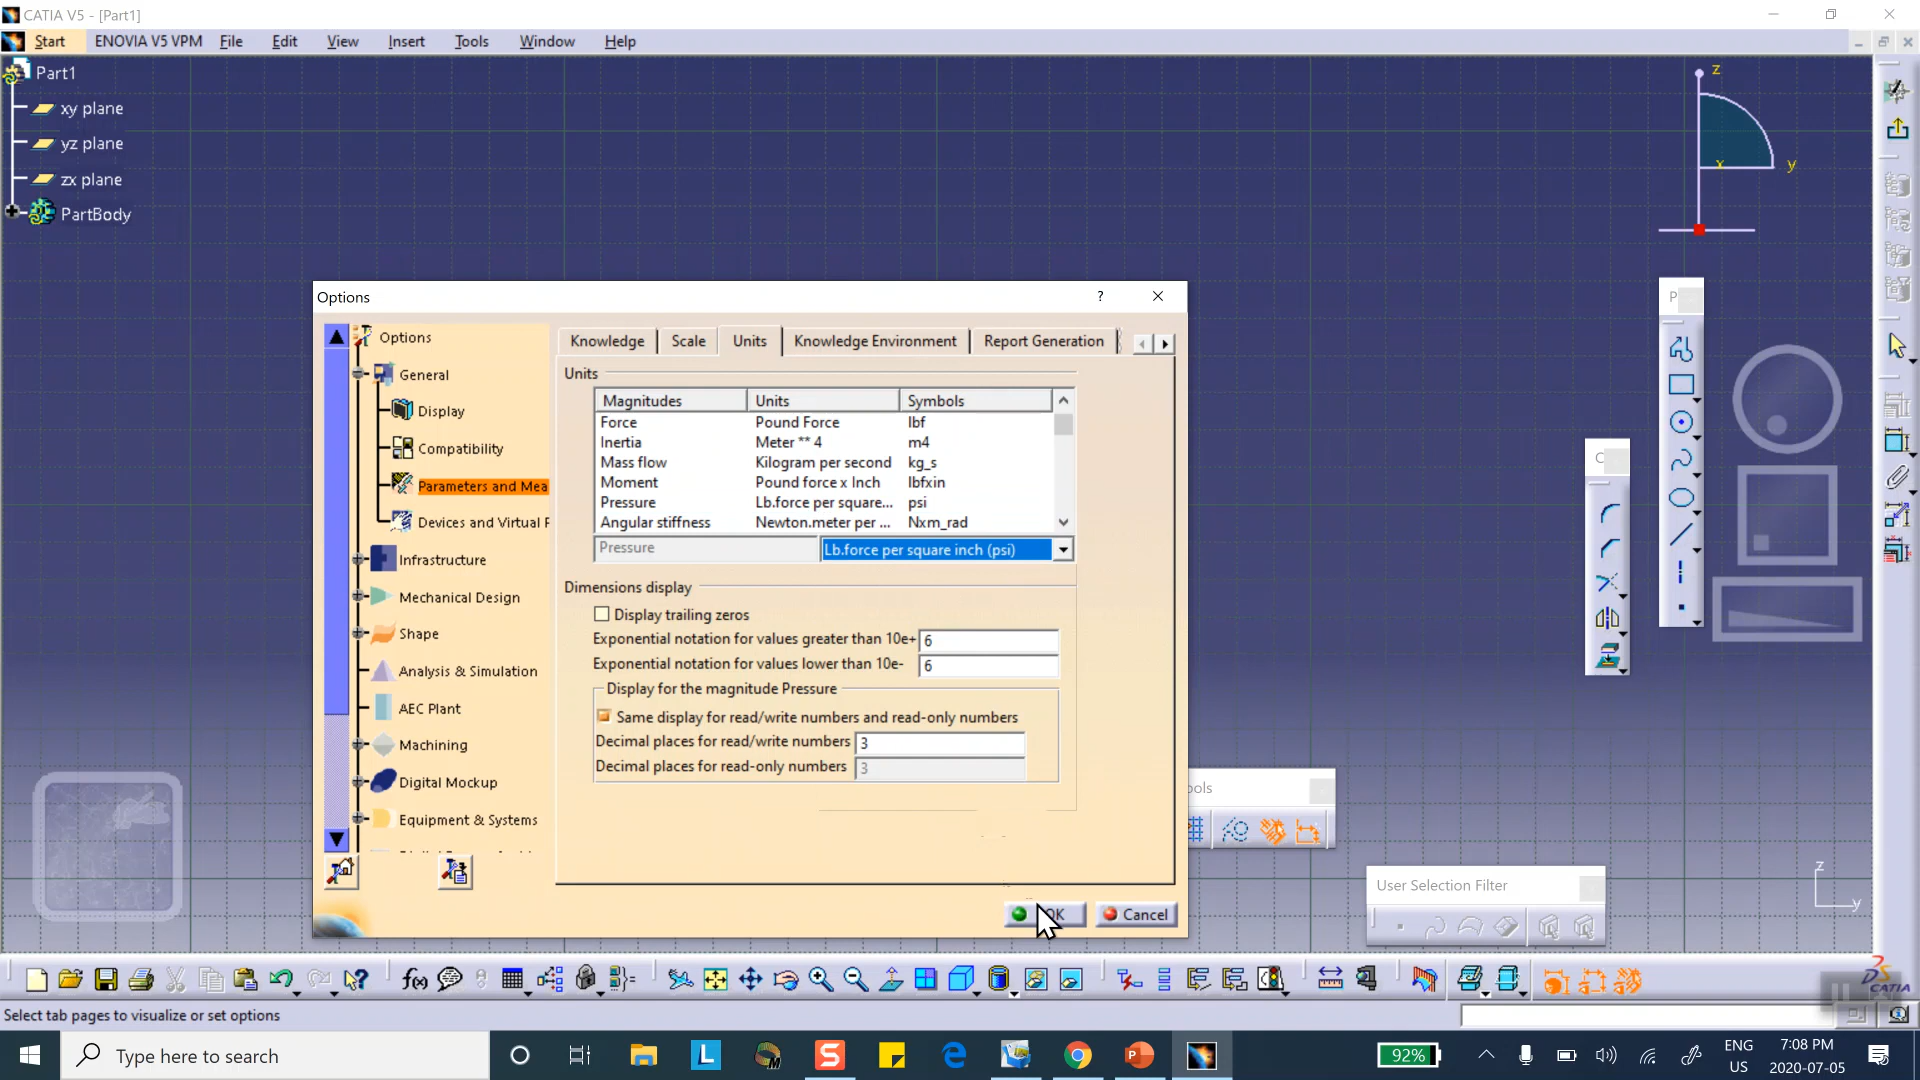 CATIA V5 - [Part1]
Start ENOVIA V5 VPM File Edit View Insert Tools Window Help
Part1
xy plane
yz plane
zx plane
PartBody
z
x
y
Options ?
Options
General
Display
Compatibility
Parameters and Mea
Devices and Virtual
Infrastructure
Mechanical Design
Shape
Analysis & Simulation
AEC Plant
Machining
Digital Mockup
Equipment & Systems
Knowledge Scale Units Knowledge Environment Report Generation
Units
Magnitudes Units Symbols
Force Pound Force lbf
Inertia Meter ** 4 m4
Mass flow Kilogram per second kg_s
Moment Pound force x Inch lbfxin
Pressure Lb.force per square... psi
Angular stiffness Newton.meter per ... Nxm_rad
Pressure Lb.force per square inch (psi)
Dimensions display
Display trailing zeros
Exponential notation for values greater than 10e+ 6
Exponential notation for values lower than 10e- 6
Display for the magnitude Pressure
Same display for read/write numbers and read-only numbers
Decimal places for read/write numbers 3
Decimal places for read-only numbers 3
OK Cancel
P
C
ools
User Selection Filter
z
y
CATIA
Select tab pages to visualize or set options
Type here to search
92%
ENG
US
7:08 PM
2020-07-05